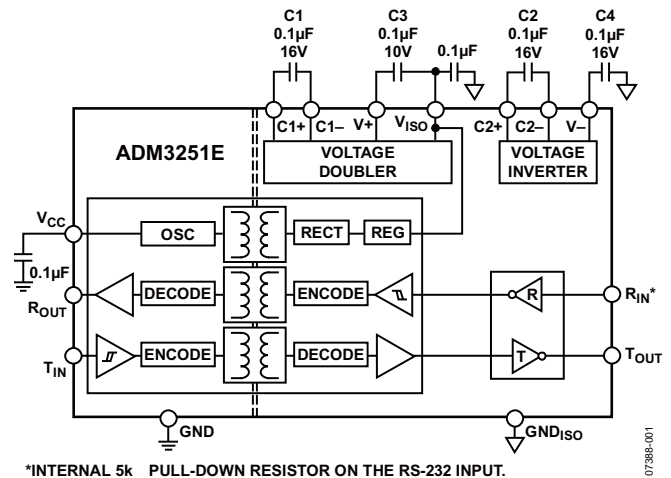 C1
0.1µF
16V
C3
0.1µF
10V
0.1µF
C2
0.1µF
16V
C4
0.1µF
16V
C1+ C1– V+ VISO C2+ C2– V–
ADM3251E
VOLTAGE
DOUBLER
VOLTAGE
INVERTER
VCC
OSC
RECT
REG
0.1µF
ROUT
DECODE
ENCODE
R
RIN*
TIN
ENCODE
DECODE
T
TOUT
GND
GNDISO
*INTERNAL 5k PULL-DOWN RESISTOR ON THE RS-232 INPUT.
07388-001